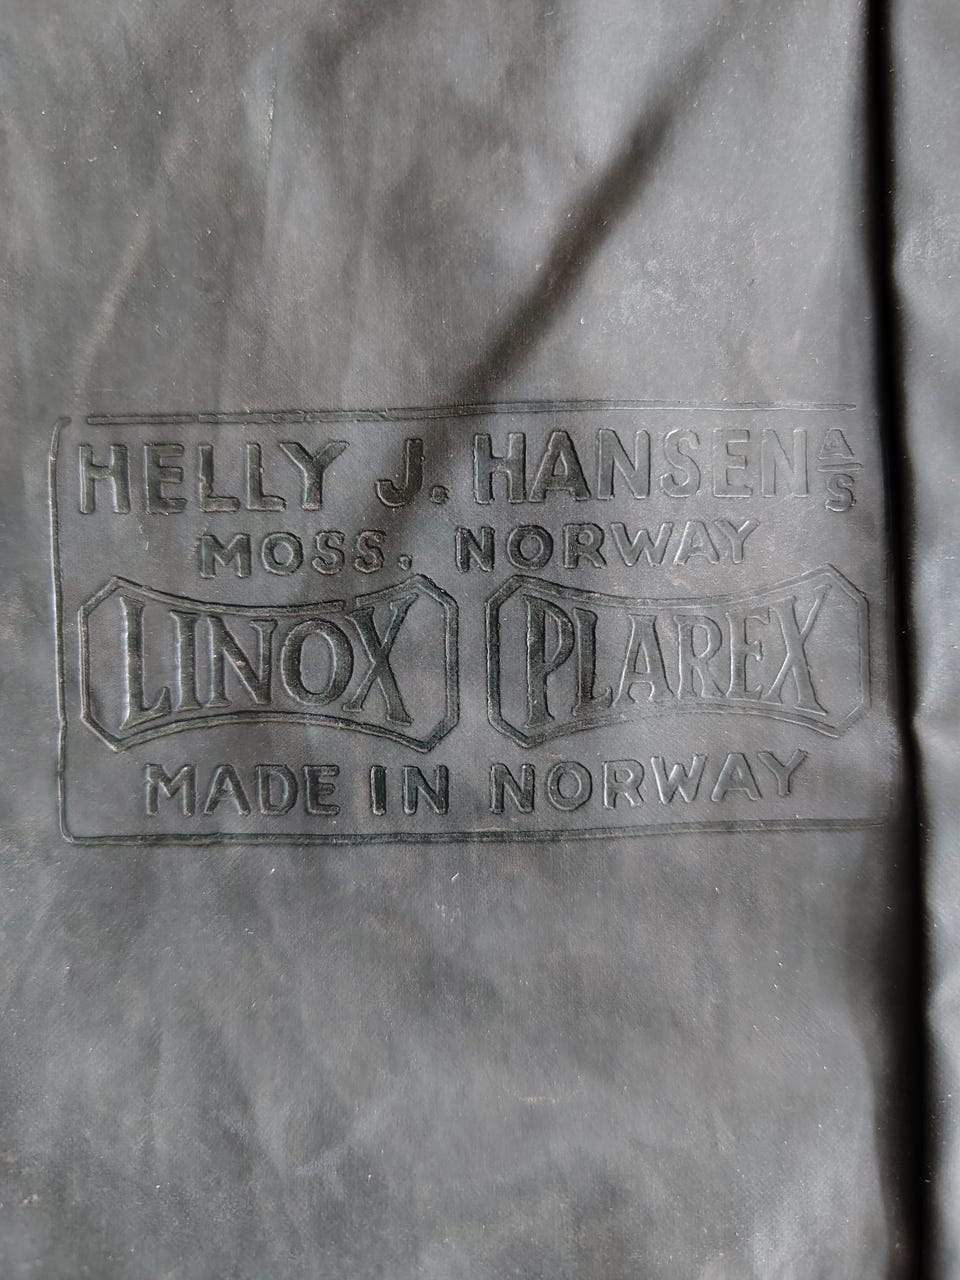 HELLY J. HANSEN A/S
MOSS. NORWAY
LINOX PLAREX
MADE IN NORWAY